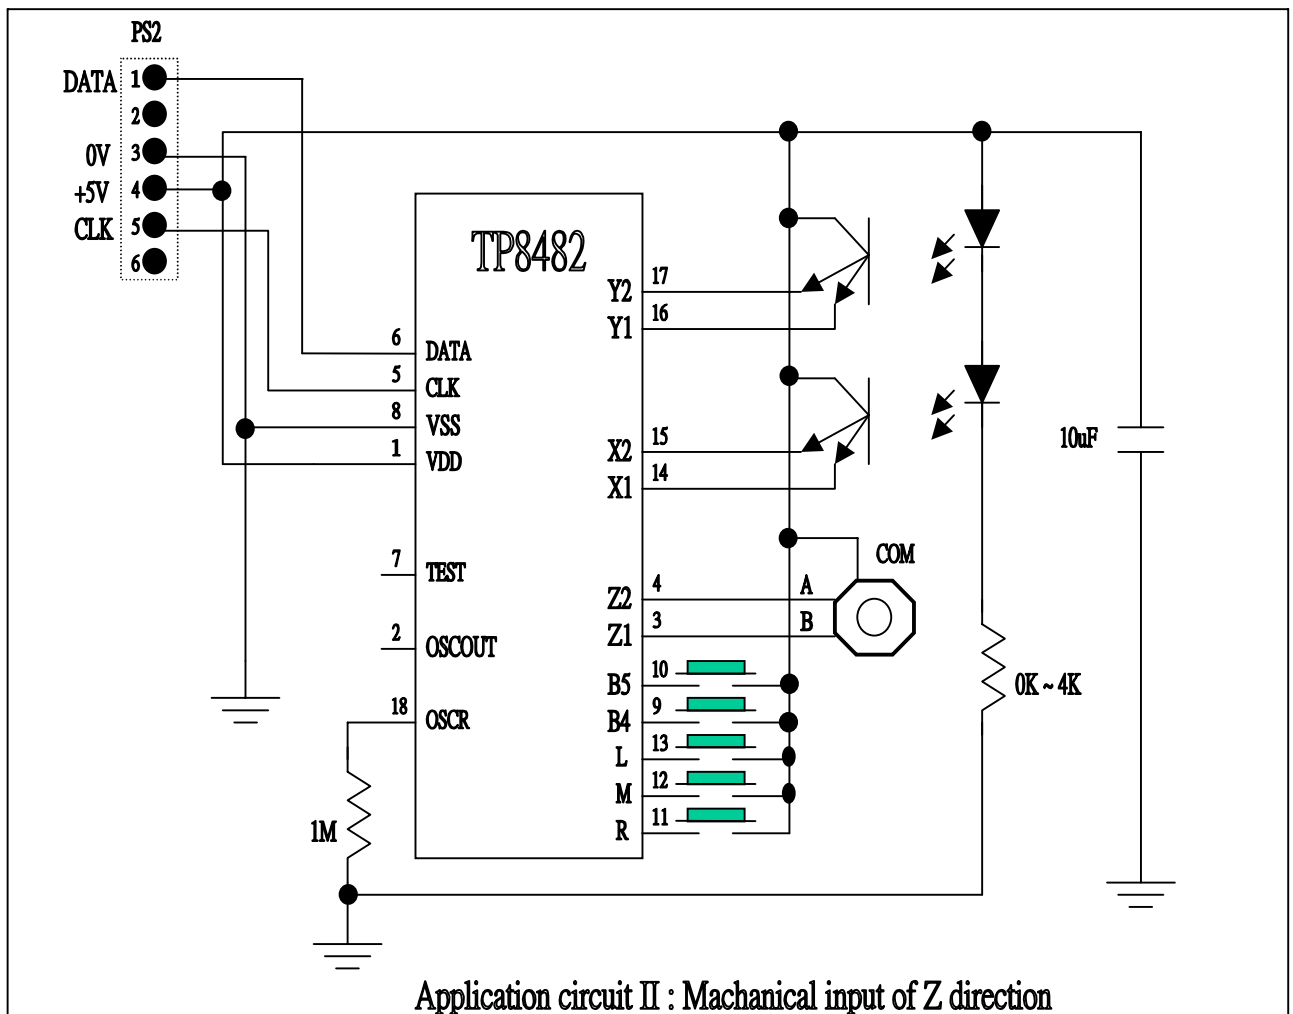 PS2
DATA 1
2
0V 3
+5V 4
CLK 5
6
TP8482
Y2 17
Y1 16
6 DATA
5 CLK
8 VSS
1 VDD
X2 15
X1 14
10uF
7 TEST
2 OSCOUT
18 OSCR
COM
Z2 4 A
Z1 3 B
B5 10
B4 9
L 13
M 12
R 11
0K ~ 4K
1M
Application circuit II : Machanical input of Z direction